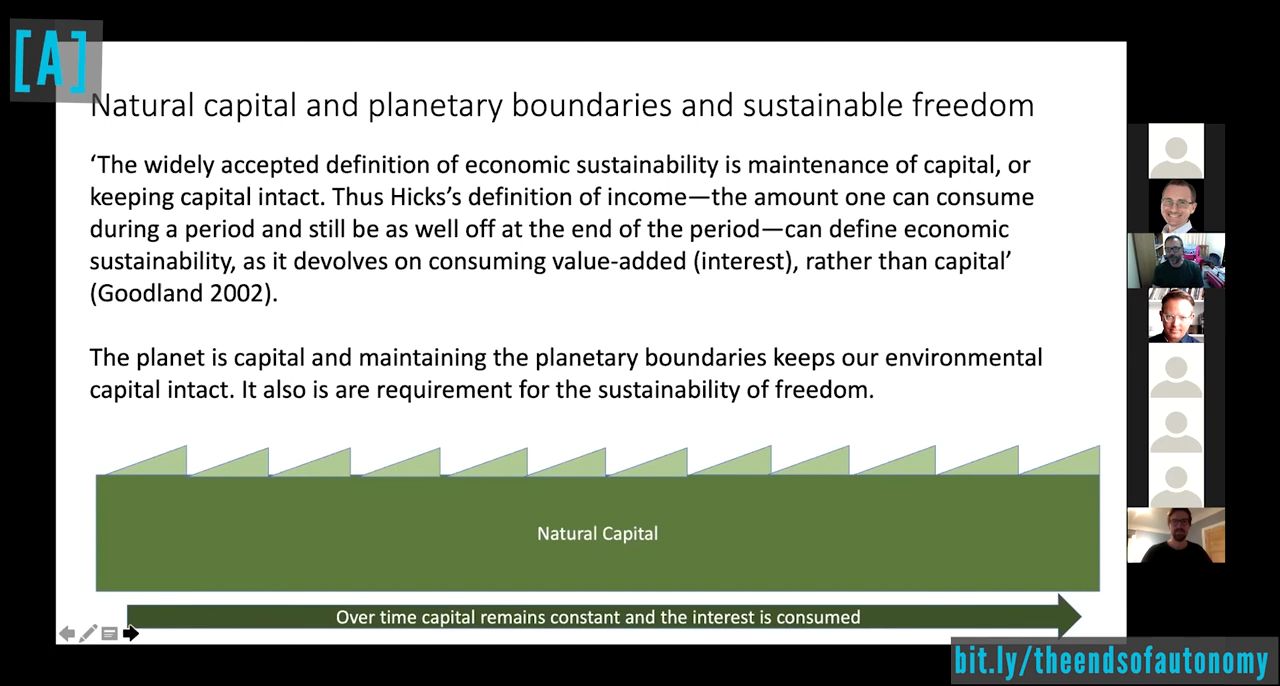 [A]
Natural capital and planetary boundaries and sustainable freedom
‘The widely accepted definition of economic sustainability is maintenance of capital, or
keeping capital intact. Thus Hicks’s definition of income—the amount one can consume
during a period and still be as well off at the end of the period—can define economic
sustainability, as it devolves on consuming value-added (interest), rather than capital’
(Goodland 2002).
The planet is capital and maintaining the planetary boundaries keeps our environmental
capital intact. It also is are requirement for the sustainability of freedom.
Natural Capital
Over time capital remains constant and the interest is consumed
bit.ly/theendsofautonomy